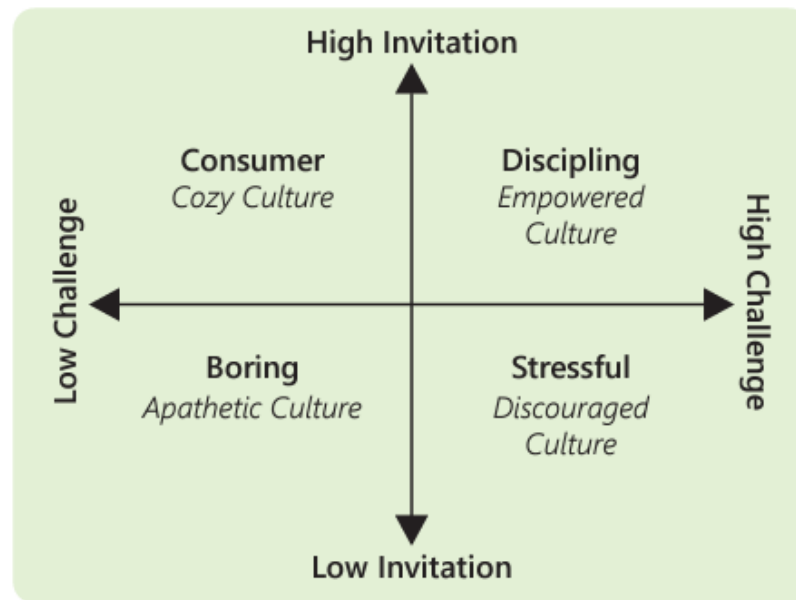 High Invitation
Consumer
Cozy Culture
Discipling
Empowered
Culture
Low Challenge
High Challenge
Boring
Apathetic Culture
Stressful
Discouraged
Culture
Low Invitation